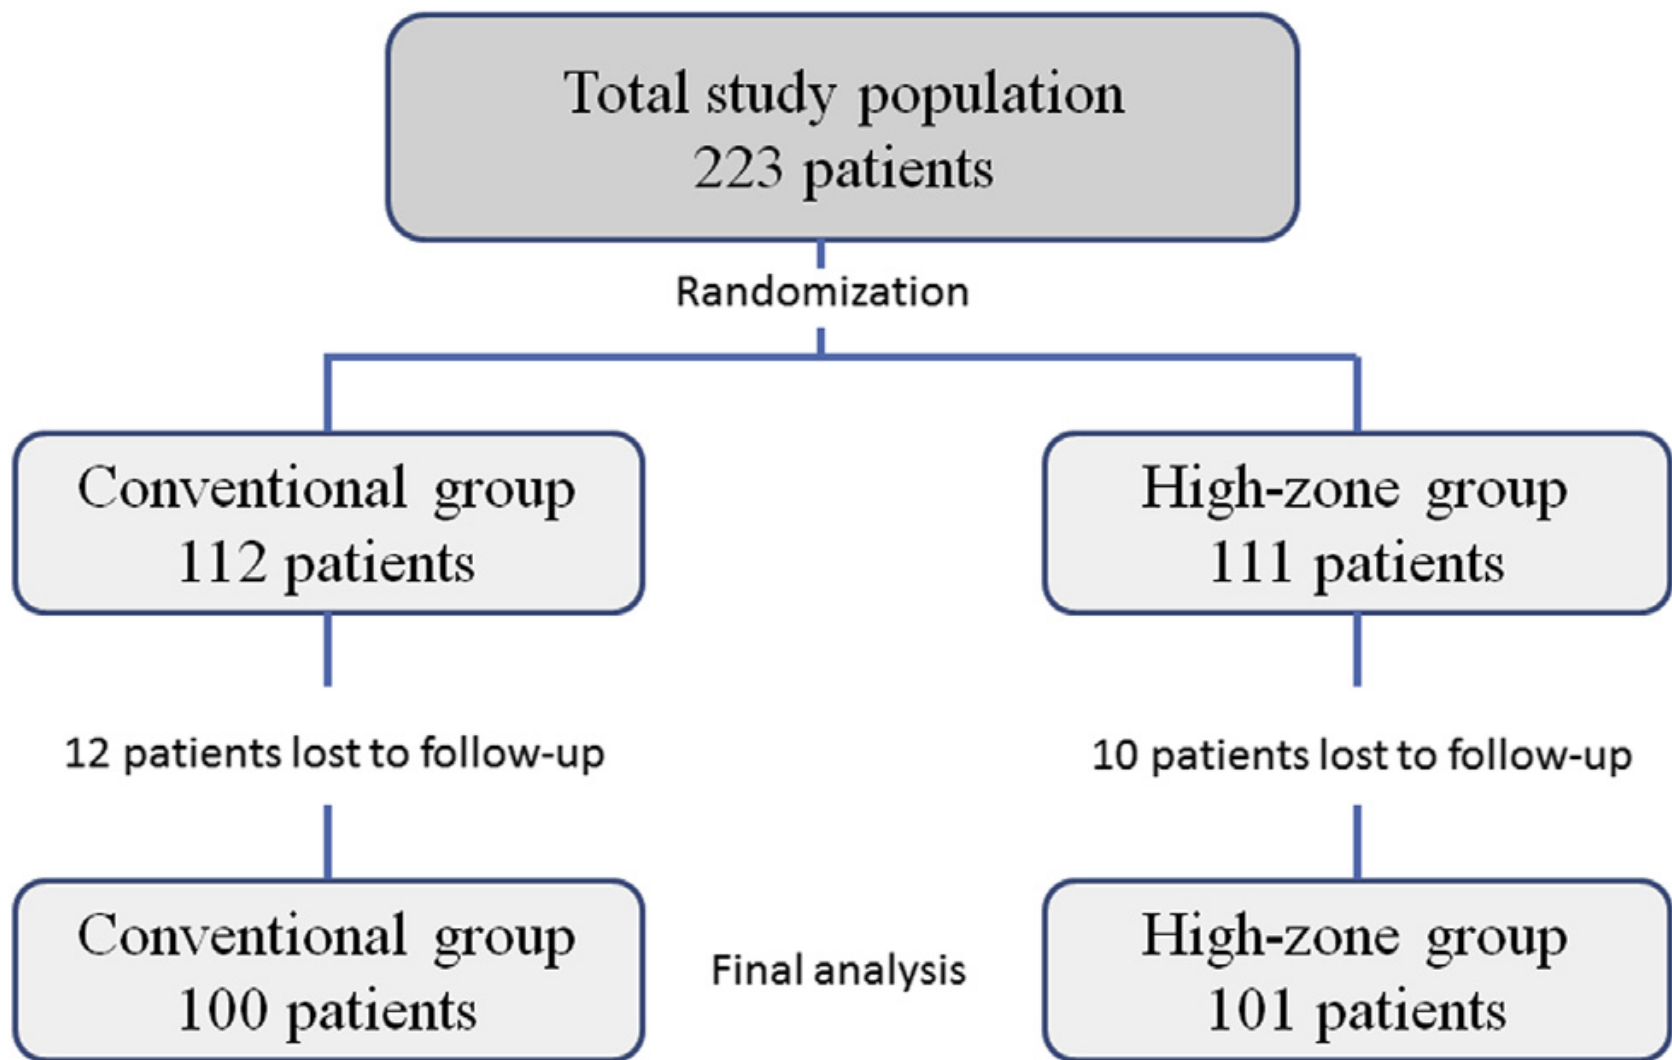 Total study population
223 patients
Randomization
Conventional group
112 patients
High-zone group
111 patients
12 patients lost to follow-up
10 patients lost to follow-up
Conventional group
100 patients
Final analysis
High-zone group
101 patients